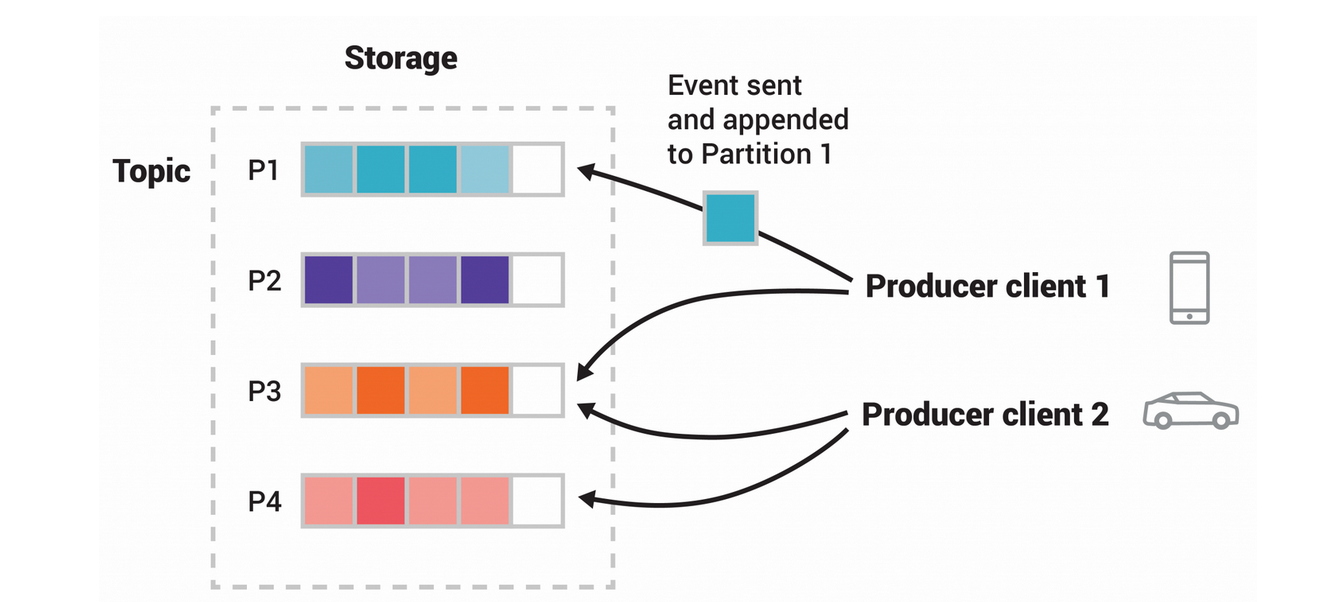 Storage
Event sent
and appended
to Partition 1
Topic
P1
P2
Producer client 1
P3
Producer client 2
P4